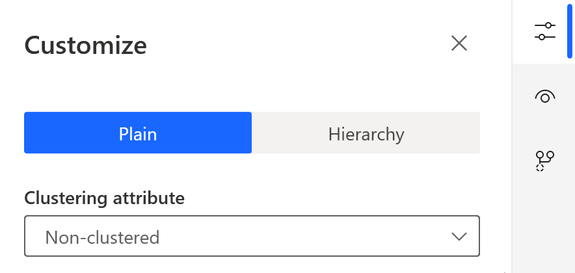 Customize
Plain
Hierarchy
Clustering attribute
Non-clustered